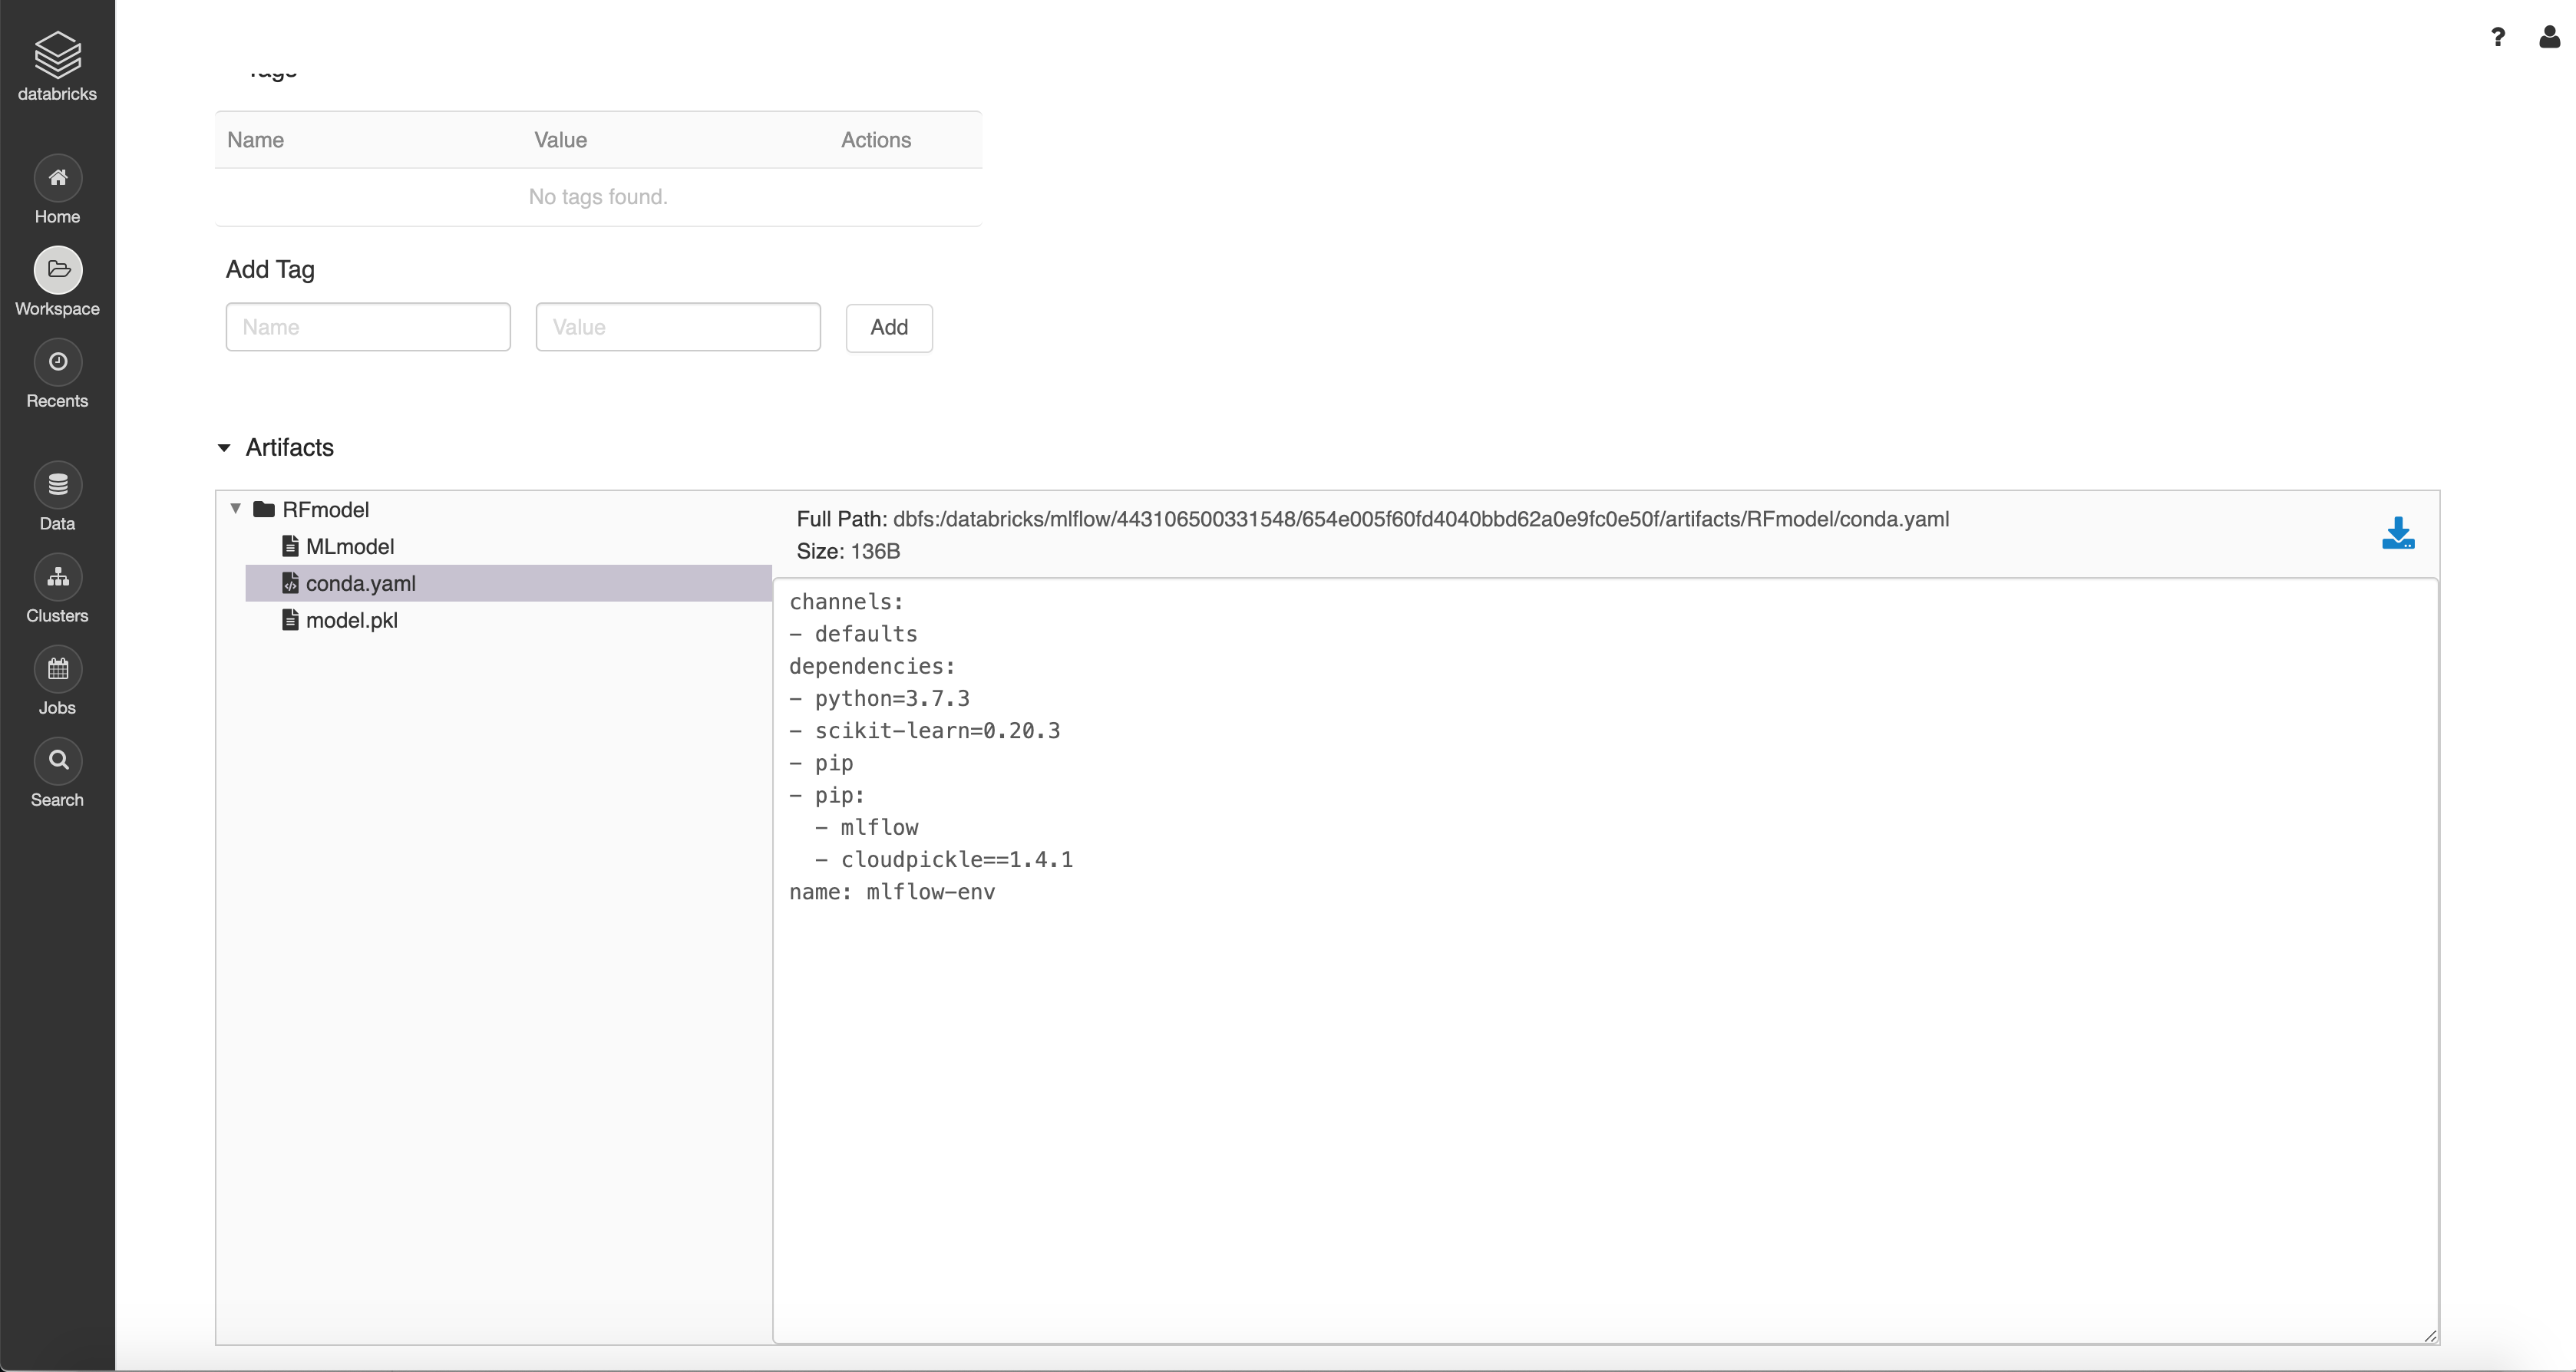 databricks
Home
Workspace
Recents
Data
Clusters
Jobs
Search
?
Tags
Name Value Actions
No tags found.
Add Tag
Name Value Add
Artifacts
RFmodel
MLmodel
conda.yaml
model.pkl
Full Path: dbfs:/databricks/mlflow/443106500331548/654e005f60fd4040bbd62a0e9fc0e50f/artifacts/RFmodel/conda.yaml
Size: 136B
channels:
- defaults
dependencies:
- python=3.7.3
- scikit-learn=0.20.3
- pip
- pip:
  - mlflow
  - cloudpickle==1.4.1
name: mlflow-env